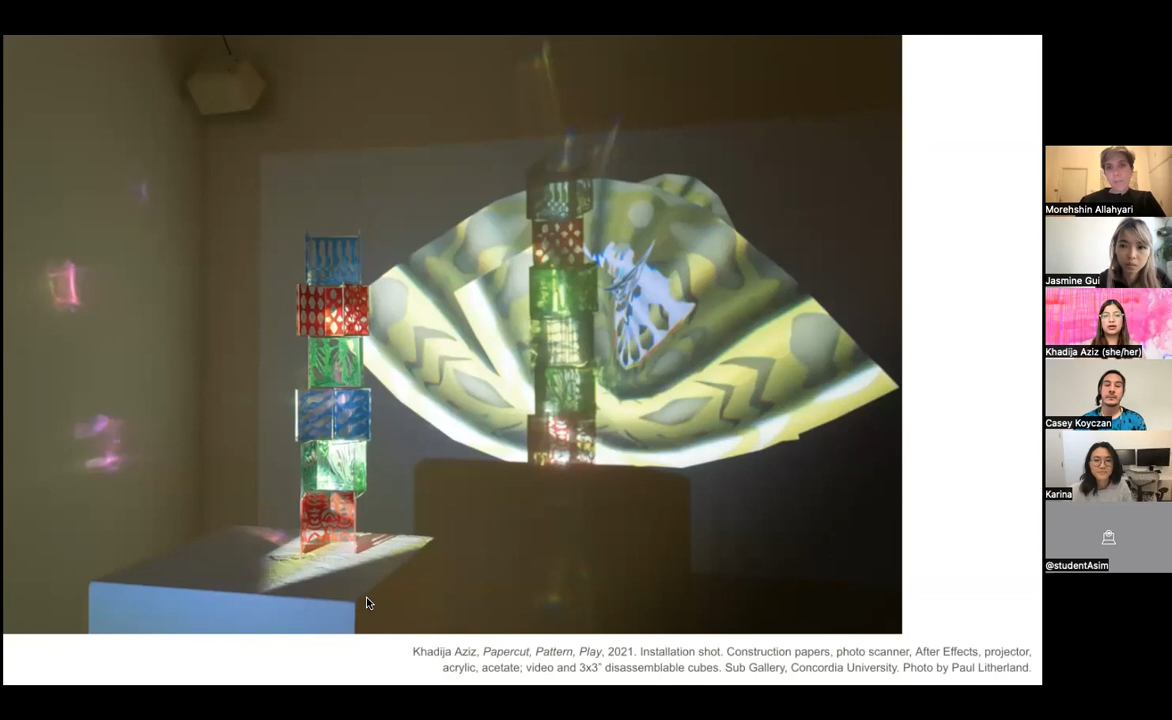 Morehshin Allahyari
Jasmine Gui
Khadija Aziz (she/her)
Casey Koyczan
Karina
@studentAsim
Khadija Aziz, Papercut, Pattern, Play, 2021. Installation shot. Construction papers, photo scanner, After Effects, projector,
acrylic, acetate; video and 3x3” disassemblable cubes. Sub Gallery, Concordia University. Photo by Paul Litherland.